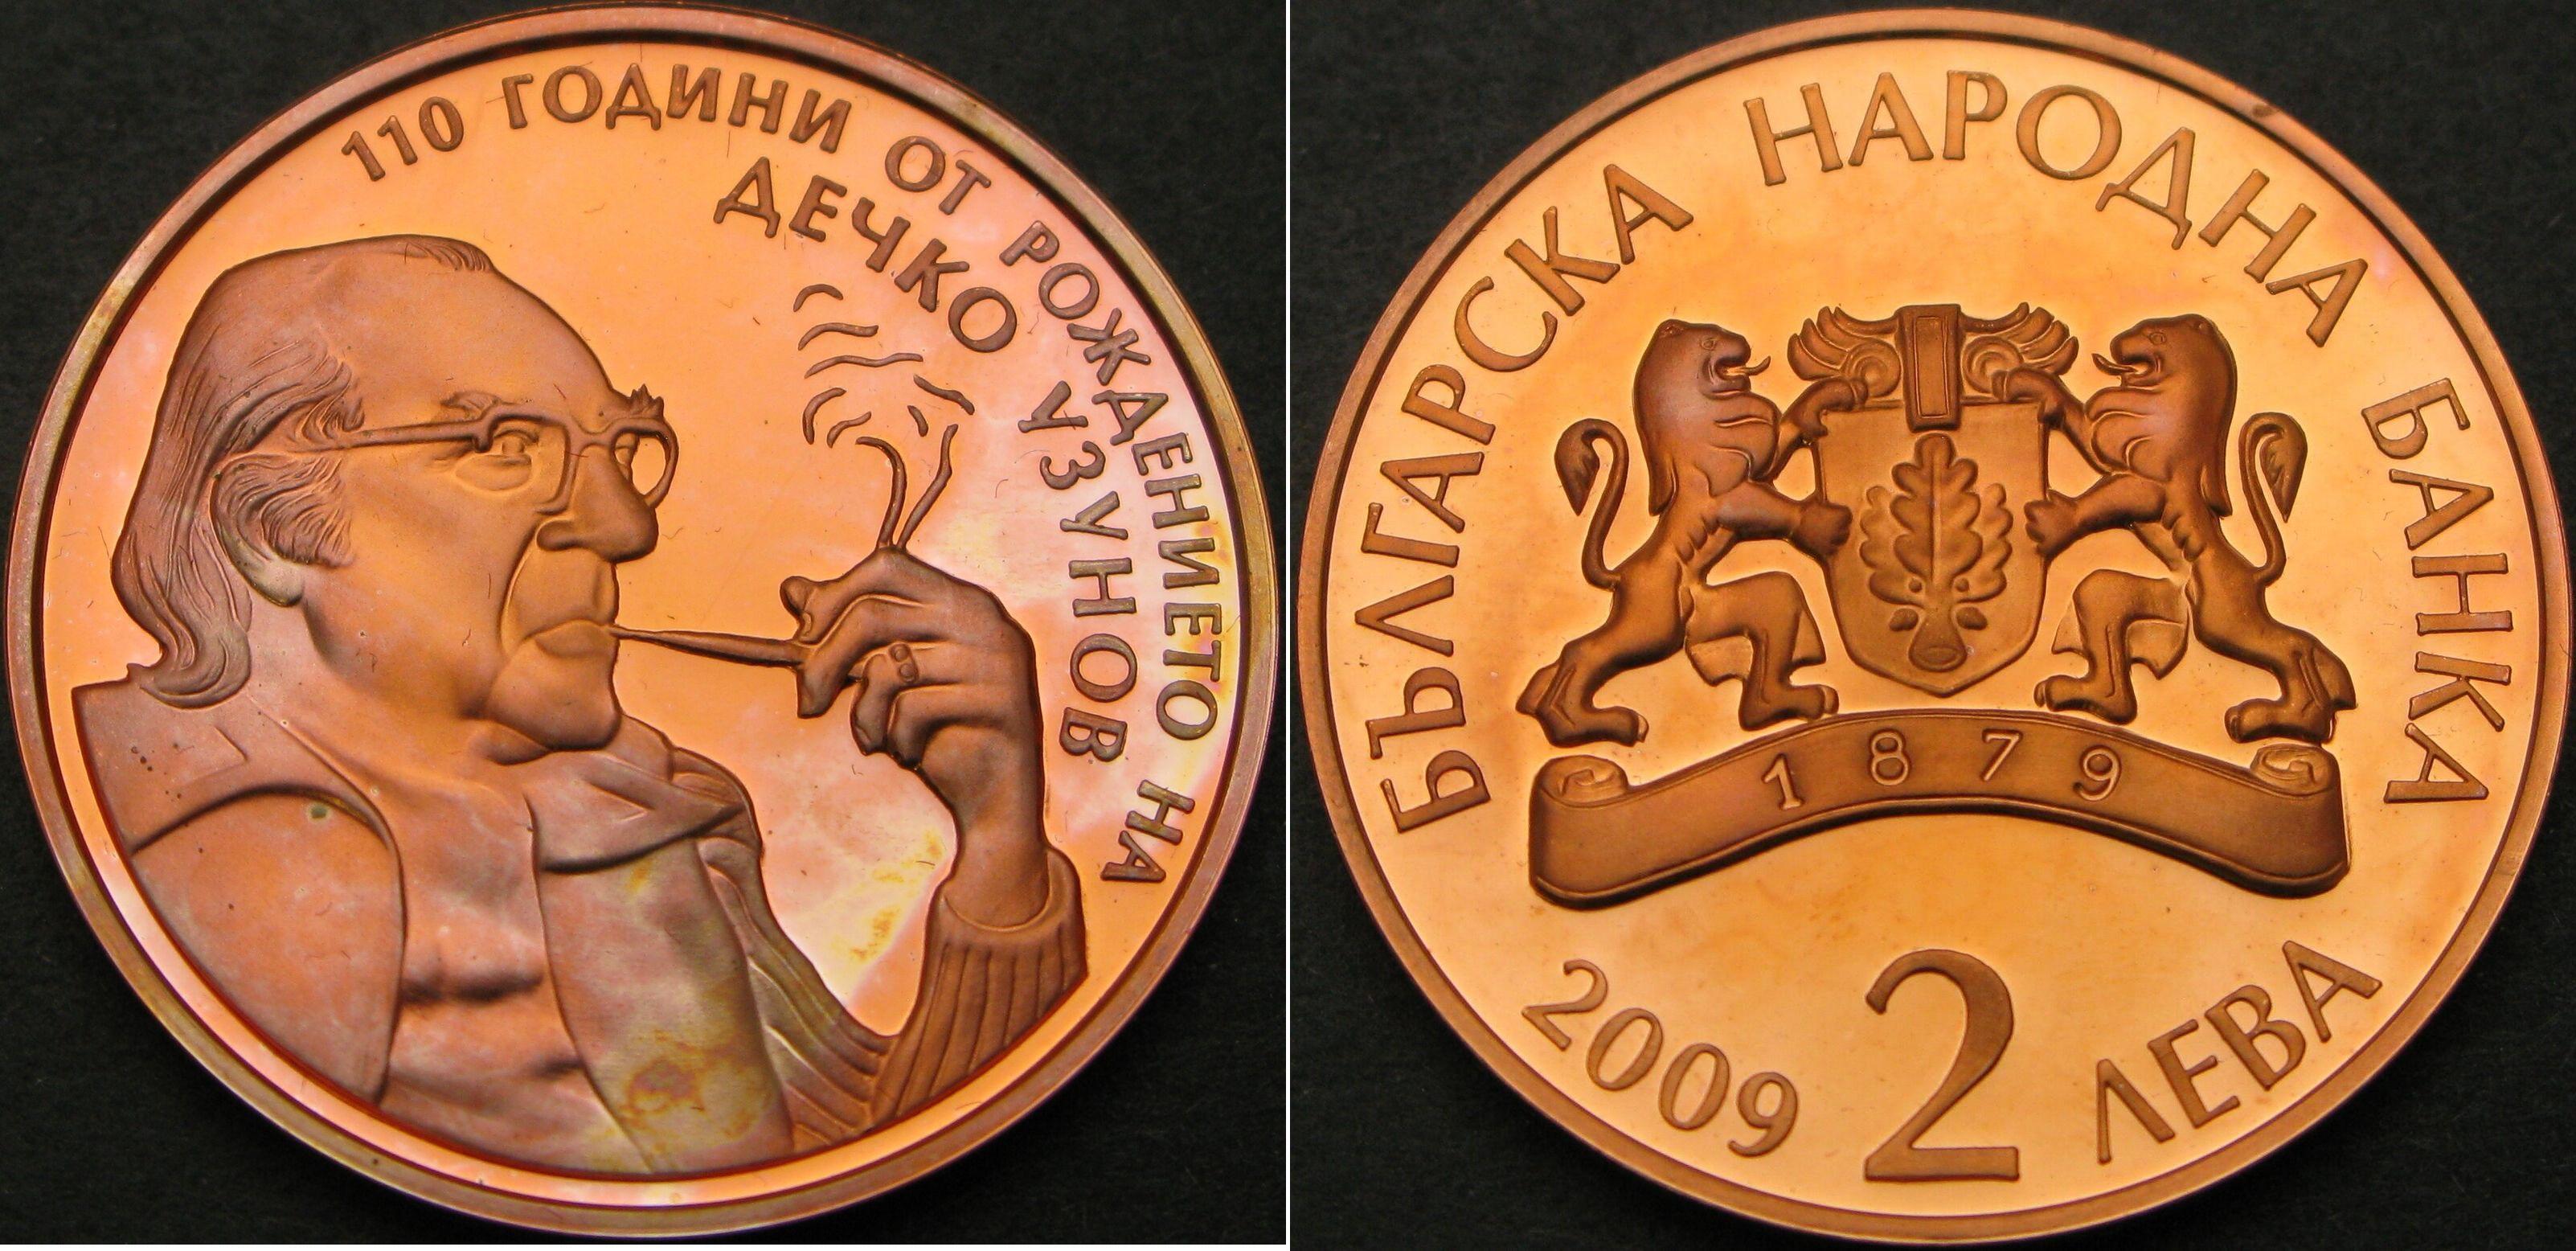 110 ГОДИНИ ОТ РОЖДЕНИЕТО НА
ДЕЧКО УЗУНОВ
БЪЛГАРСКА НАРОДНА БАНКА
1879
2009 2 ЛЕВА